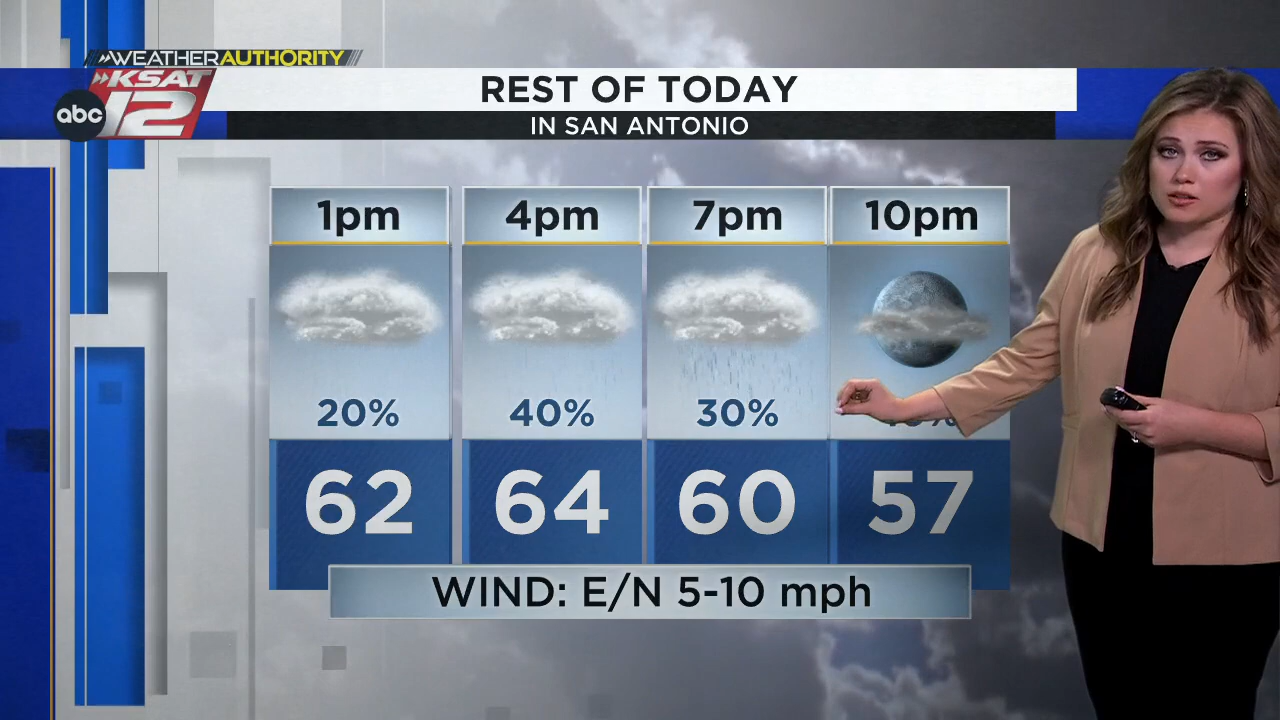 WEATHERAUTHORITY
KSAT
abc 12
REST OF TODAY
IN SAN ANTONIO
1pm 4pm 7pm 10pm
20% 40% 30%
62 64 60 57
WIND: E/N 5-10 mph